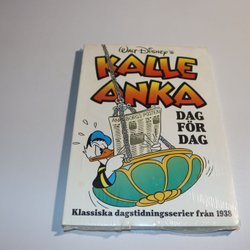 Walt Disney's
KALLE
ANKA
DAG
FÖR
DAG
Klassiska dagstidningsserier från 1938